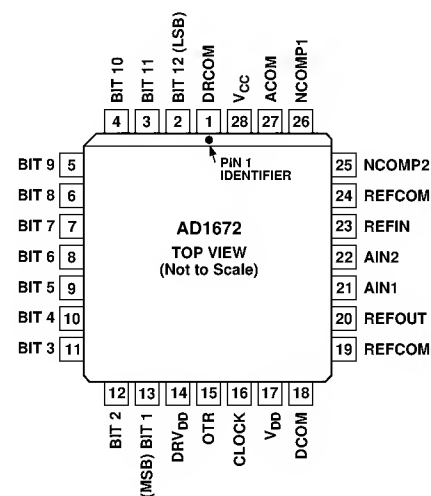 BIT 10
BIT 11
BIT 12 (LSB)
DRCOM
VCC
ACOM
NCOMP1
4
3
2
1
28
27
26
PIN 1
IDENTIFIER
BIT 9 5
BIT 8 6
BIT 7 7
BIT 6 8
BIT 5 9
BIT 4 10
BIT 3 11
AD1672
TOP VIEW
(Not to Scale)
25 NCOMP2
24 REFCOM
23 REFIN
22 AIN2
21 AIN1
20 REFOUT
19 REFCOM
12
13
14
15
16
17
18
BIT 2
(MSB) BIT 1
DRVDD
OTR
CLOCK
VDD
DCOM